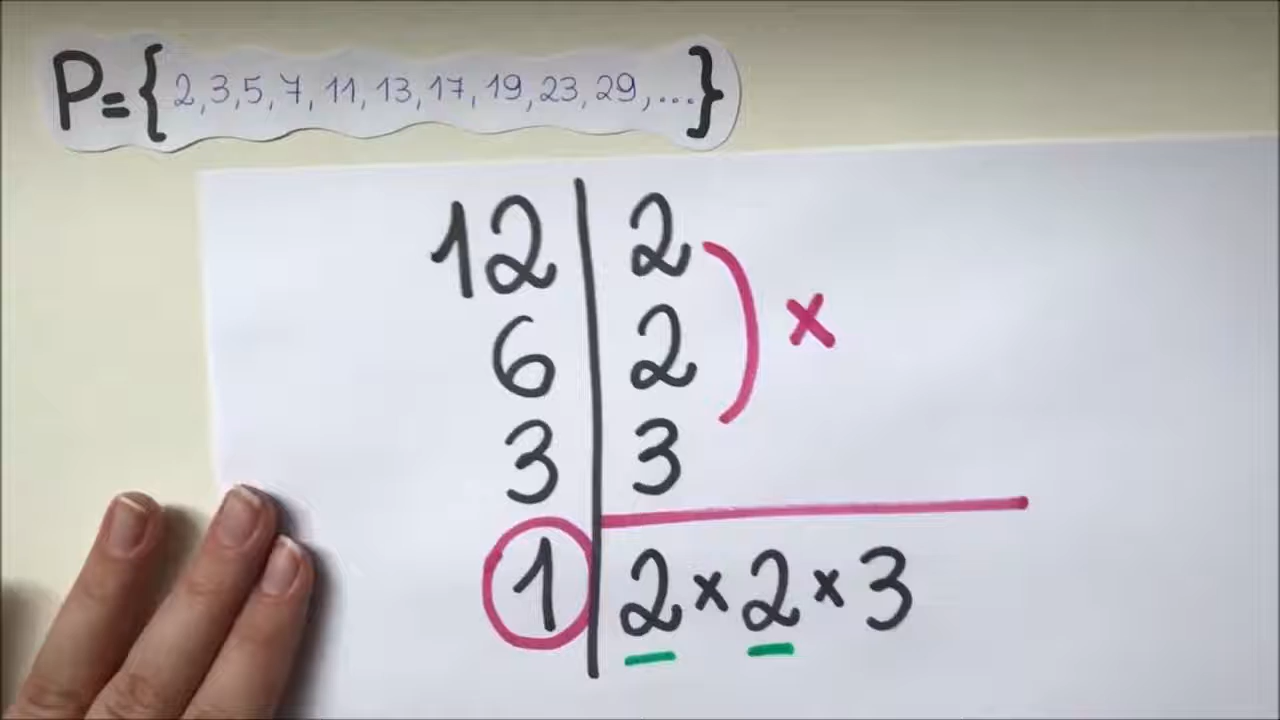 P={2,3,5,7,11,13,17,19,23,29,...}
12 | 2
6 | 2
3 | 3
×
1 | 2×2×3